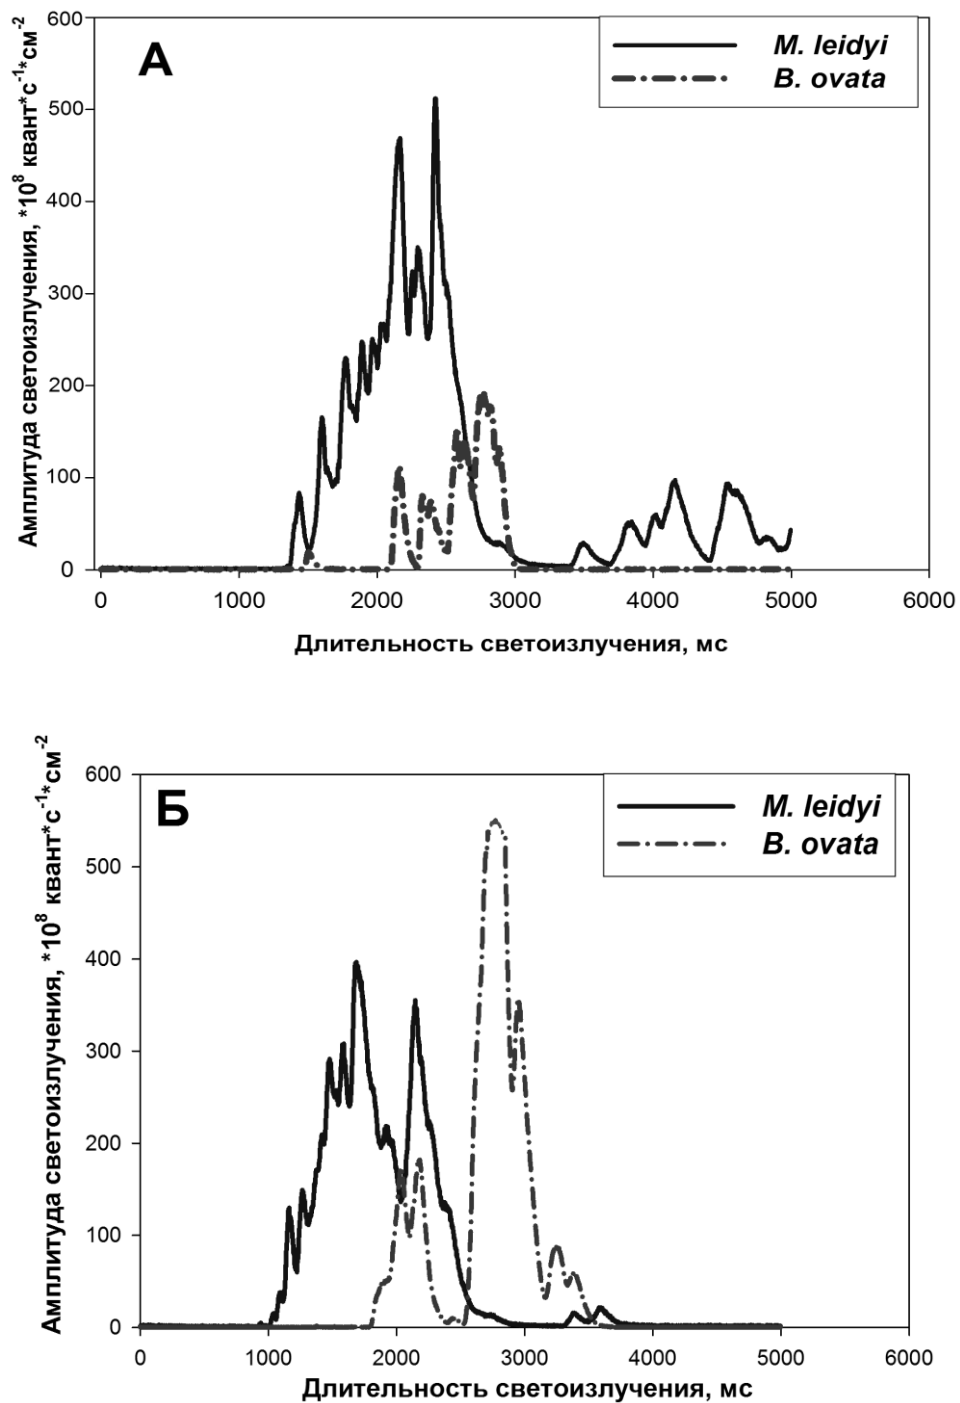 А
M. leidyi
B. ovata
Амплитуда светоизлучения, *10⁸ квант*с⁻¹*см⁻²
600
500
400
300
200
100
0
0 1000 2000 3000 4000 5000 6000
Длительность светоизлучения, мс
Б
M. leidyi
B. ovata
Амплитуда светоизлучения, *10⁸ квант*с⁻¹*см⁻²
600
500
400
300
200
100
0
0 1000 2000 3000 4000 5000 6000
Длительность светоизлучения, мс